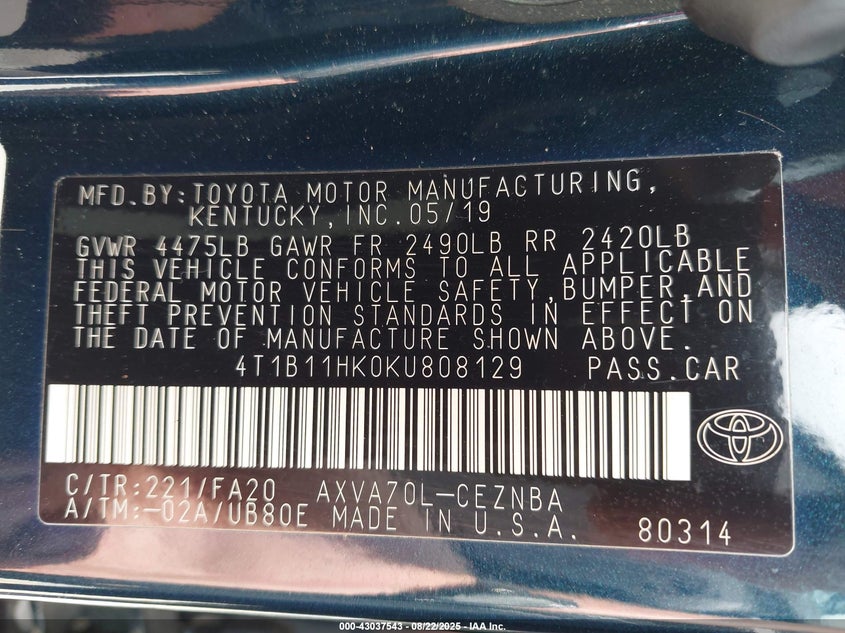 MFD.BY:TOYOTA MOTOR MANUFACTURING,
KENTUCKY,INC.05/19
GVWR 4475LB GAWR FR 2490LB RR 2420LB
THIS VEHICLE CONFORMS TO ALL APPLICABLE
FEDERAL MOTOR VEHICLE SAFETY,BUMPER,AND
THEFT PREVENTION STANDARDS IN EFFECT ON
THE DATE OF MANUFACTURE SHOWN ABOVE.
4T1B11HK0KU808129 PASS.CAR
C/TR:221/FA20 AXVA70L-CEZNBA
A/TM:-02A/UB80E MADE IN U.S.A. 80314
000-43037543 - 08/22/2025 - IAA Inc.